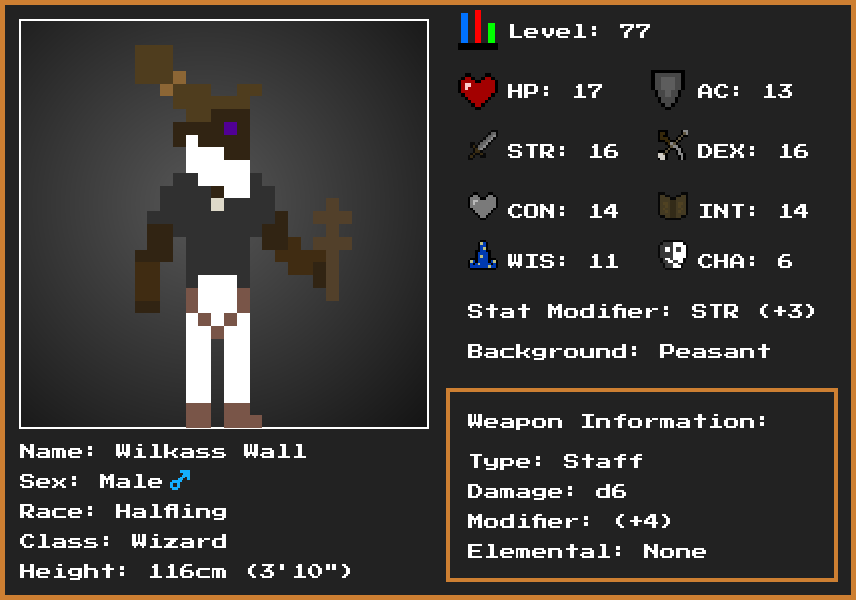 Level: 77
HP: 17
AC: 13
STR: 16
DEX: 16
CON: 14
INT: 14
WIS: 11
CHA: 6
Stat Modifier: STR (+3)
Background: Peasant
Weapon Information:
Type: Staff
Damage: d6
Modifier: (+4)
Elemental: None
Name: Wilkass Wall
Sex: Male♂
Race: Halfling
Class: Wizard
Height: 116cm (3'10")